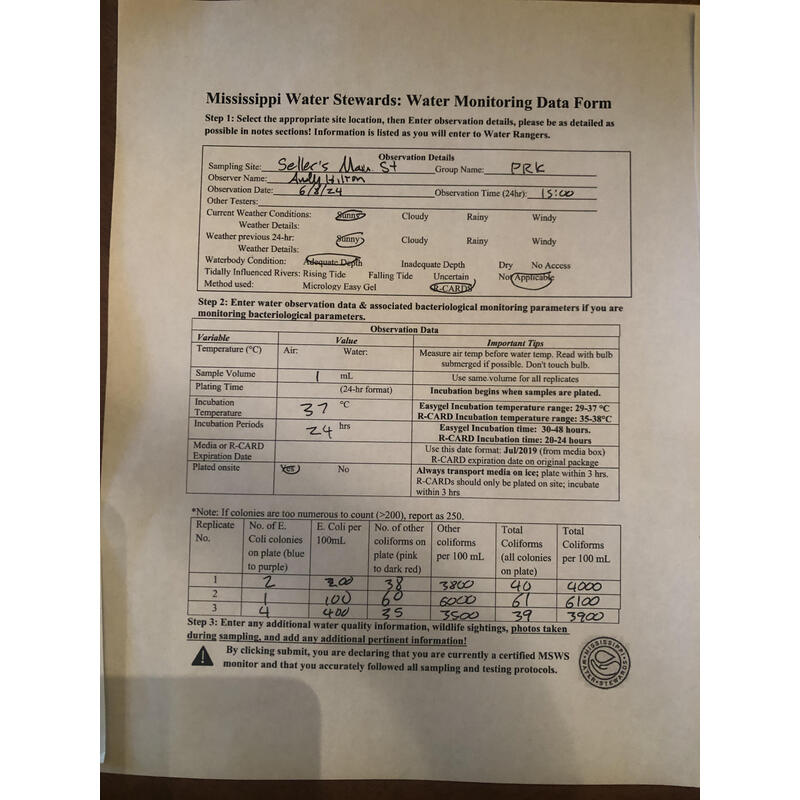 Mississippi Water Stewards: Water Monitoring Data Form
Step 1: Select the appropriate site location, then Enter observation details, please be as detailed as
possible in notes sections! Information is listed as you will enter to Water Rangers.
Observation Details
Sampling Site: Seller's Main St Group Name: PRK
Observer Name: Andy Hilton
Observation Date: 6/8/24 Observation Time (24hr): 15:00
Other Testers:
Current Weather Conditions: Sunny Cloudy Rainy Windy
Weather Details:
Weather previous 24-hr: Sunny Cloudy Rainy Windy
Weather Details:
Waterbody Condition: Adequate Depth Inadequate Depth Dry No Access
Tidally Influenced Rivers: Rising Tide Falling Tide Uncertain Not Applicable
Method used: Micrology Easy Gel R-CARDS
Step 2: Enter water observation data & associated bacteriological monitoring parameters if you are
monitoring bacteriological parameters.
Observation Data
Variable Value Important Tips
Temperature (°C) Air: Water: Measure air temp before water temp. Read with bulb
submerged if possible. Don't touch bulb.
Sample Volume 1 mL Use same volume for all replicates
Plating Time (24-hr format) Incubation begins when samples are plated.
Incubation 37 °C Easygel Incubation temperature range: 29-37 °C
Temperature R-CARD Incubation temperature range: 35-38°C
Incubation Periods 24 hrs Easygel Incubation time: 30-48 hours.
R-CARD Incubation time: 20-24 hours
Media or R-CARD Use this date format: Jul/2019 (from media box)
Expiration Date R-CARD expiration date on original package
Plated onsite Yes No Always transport media on ice; plate within 3 hrs.
R-CARDs should only be plated on site; incubate
within 3 hrs
*Note: If colonies are too numerous to count (>200), report as 250.
Replicate No. of E. E. Coli per No. of other Other Total Total
No. Coli colonies 100mL coliforms on coliforms Coliforms Coliforms
on plate (blue plate (pink per 100 mL (all colonies per 100 mL
to purple) to dark red) on plate)
1 2 200 38 3800 40 4000
2 1 100 60 6000 61 6100
3 4 400 35 3500 39 3900
Step 3: Enter any additional water quality information, wildlife sightings, photos taken
during sampling, and add any additional pertinent information!
By clicking submit, you are declaring that you are currently a certified MSWS
monitor and that you accurately followed all sampling and testing protocols.
MISSISSIPPI
WATER STEWARDS